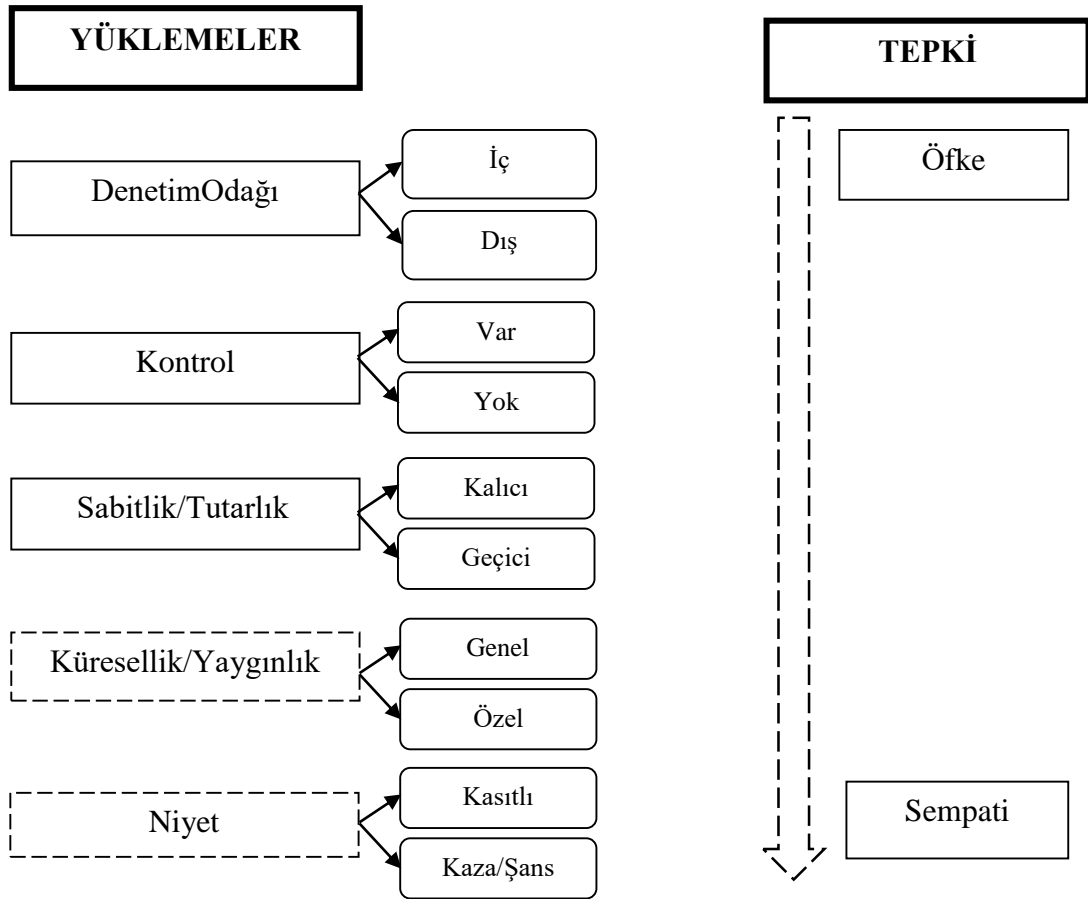 YÜKLEMELER
DenetimOdağı
İç
Dış
Kontrol
Var
Yok
Sabitlik/Tutarlık
Kalıcı
Geçici
Küresellik/Yaygınlık
Genel
Özel
Niyet
Kasıtlı
Kaza/Şans
TEPKİ
Öfke
Sempati